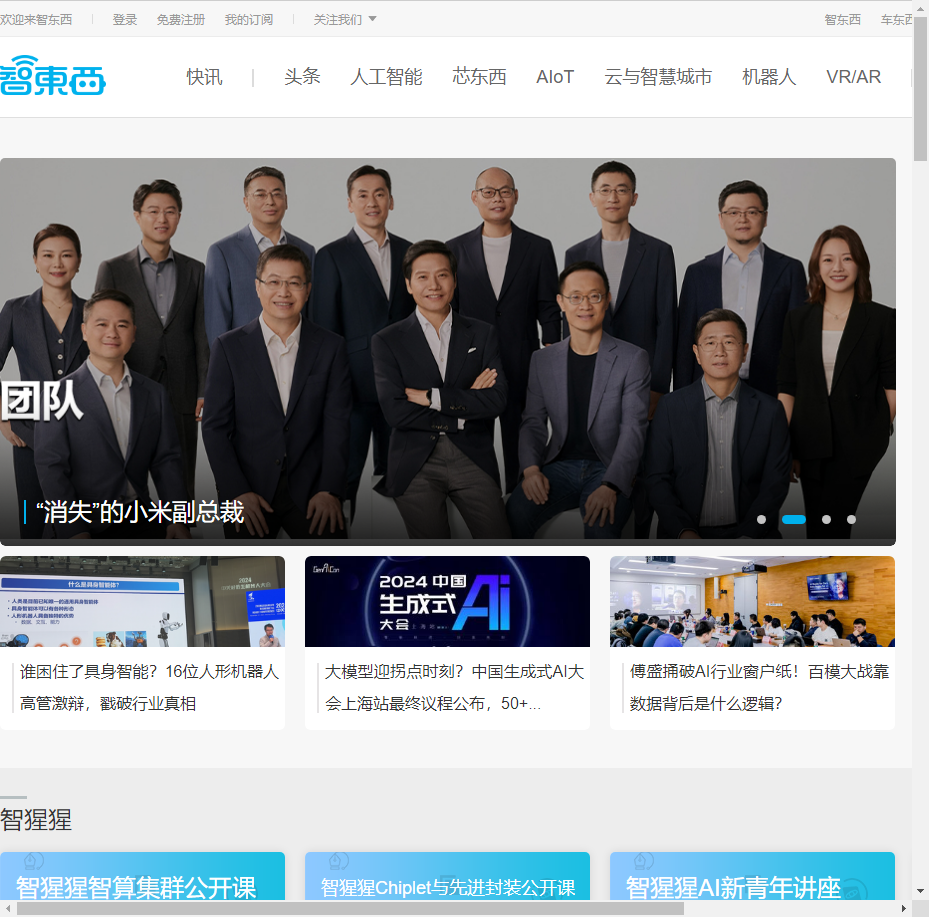 欢迎来智东西
登录
免费注册
我的订阅
关注我们
智东西
车东西
智東西
快讯
头条
人工智能
芯东西
AIoT
云与智慧城市
机器人
VR/AR
团队
“消失”的小米副总裁
什么是具身智能?
2024
GenAICon
2024 中国
生成式 Ai
大会
谁困住了具身智能？16位人形机器人
高管激辩，戳破行业真相
大模型迎拐点时刻？中国生成式AI大
会上海站最终议程公布，50+...
傅盛捅破AI行业窗户纸！百模大战靠
数据背后是什么逻辑?
智猩猩
智猩猩智算集群公开课
智猩猩Chiplet与先进封装公开课
智猩猩AI新青年讲座